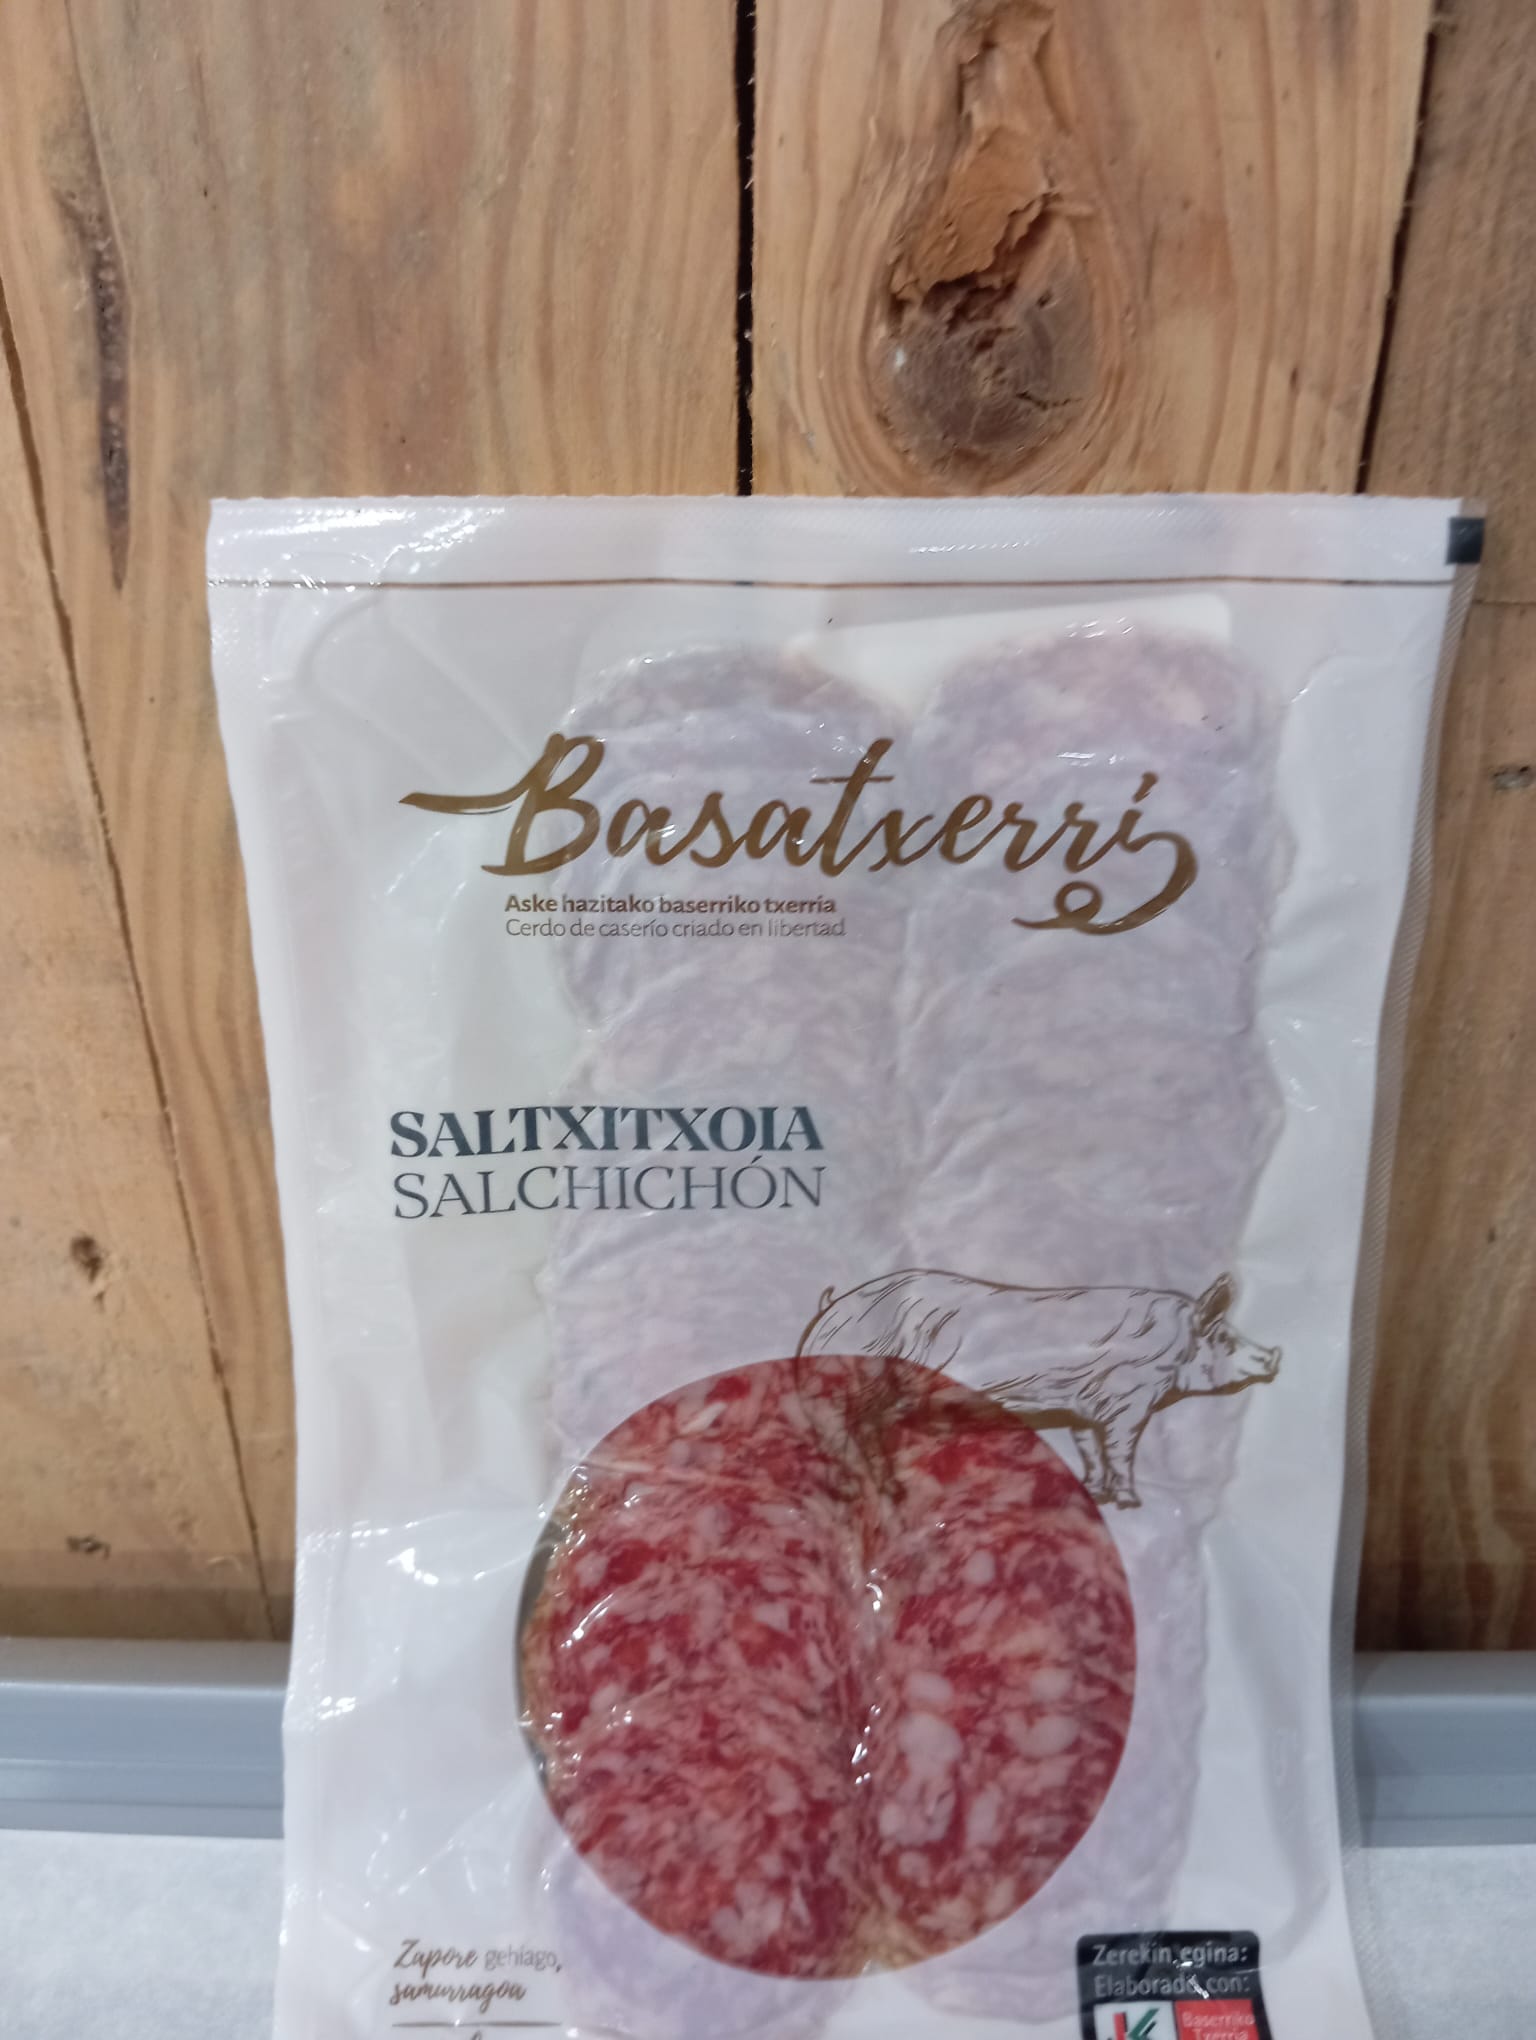 Basatxerri
Aske hazitako baserriko txerria
Cerdo de caserío criado en libertad
SALTXITXOIA
SALCHICHÓN
Zapore gehiago,
samurragoa
Zerekin egina:
Elaborado con:
Baserriko
Txerria